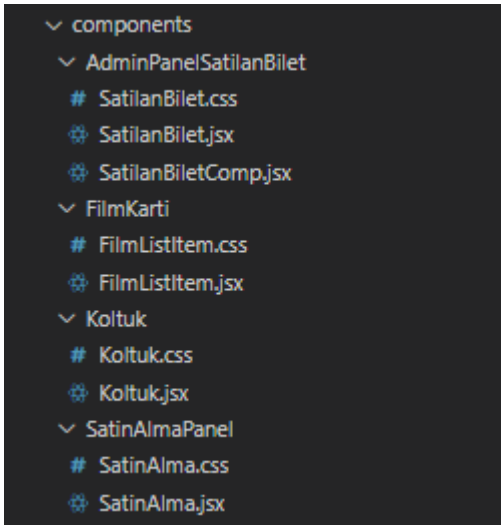 components
AdminPanelSatilanBilet
# SatilanBilet.css
SatilanBilet.jsx
SatilanBiletComp.jsx
FilmKarti
# FilmListItem.css
FilmListItem.jsx
Koltuk
# Koltuk.css
Koltuk.jsx
SatinAlmaPanel
# SatinAlma.css
SatinAlma.jsx